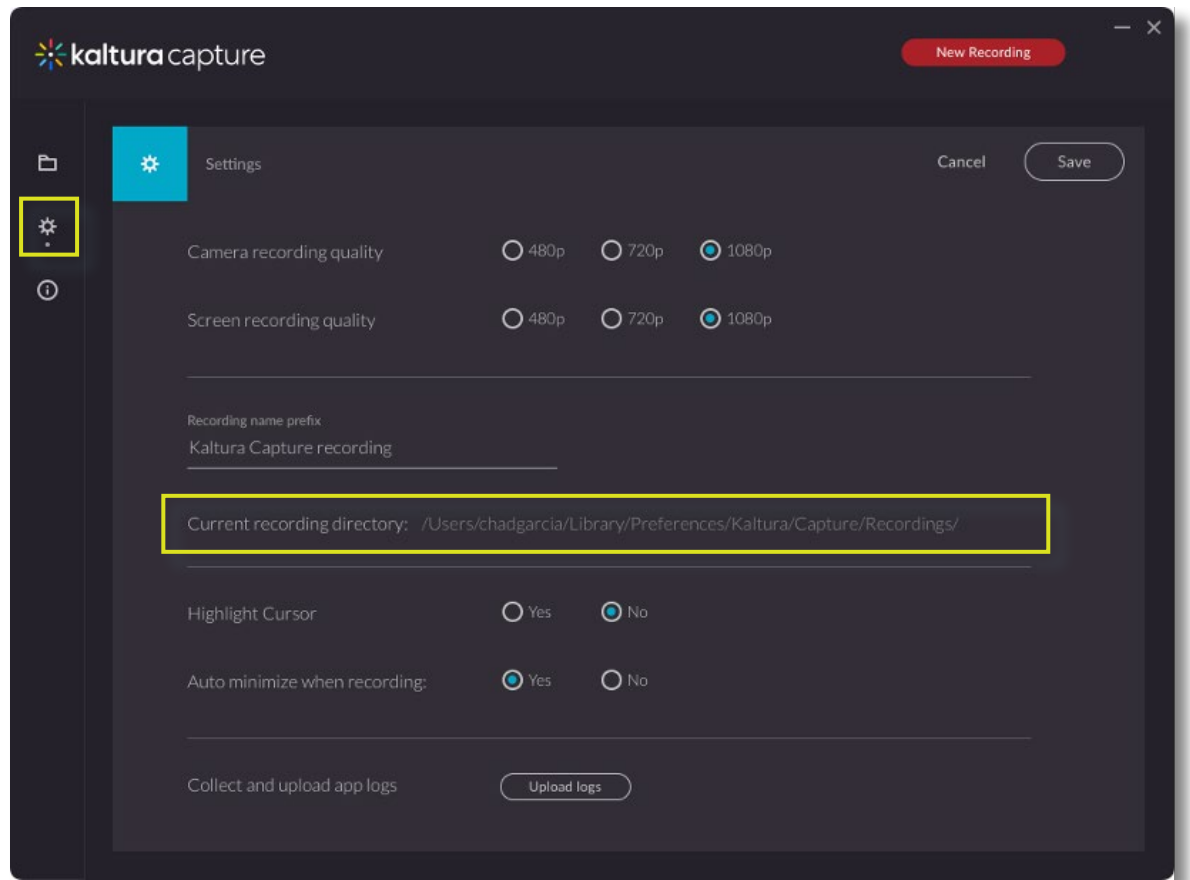 kaltura capture
New Recording
Settings
Cancel
Save
Camera recording quality
480p
720p
1080p
Screen recording quality
480p
720p
1080p
Recording name prefix
Kaltura Capture recording
Current recording directory: /Users/chadgarcia/Library/Preferences/Kaltura/Capture/Recordings/
Highlight Cursor
Yes
No
Auto minimize when recording:
Yes
No
Collect and upload app logs
Upload logs